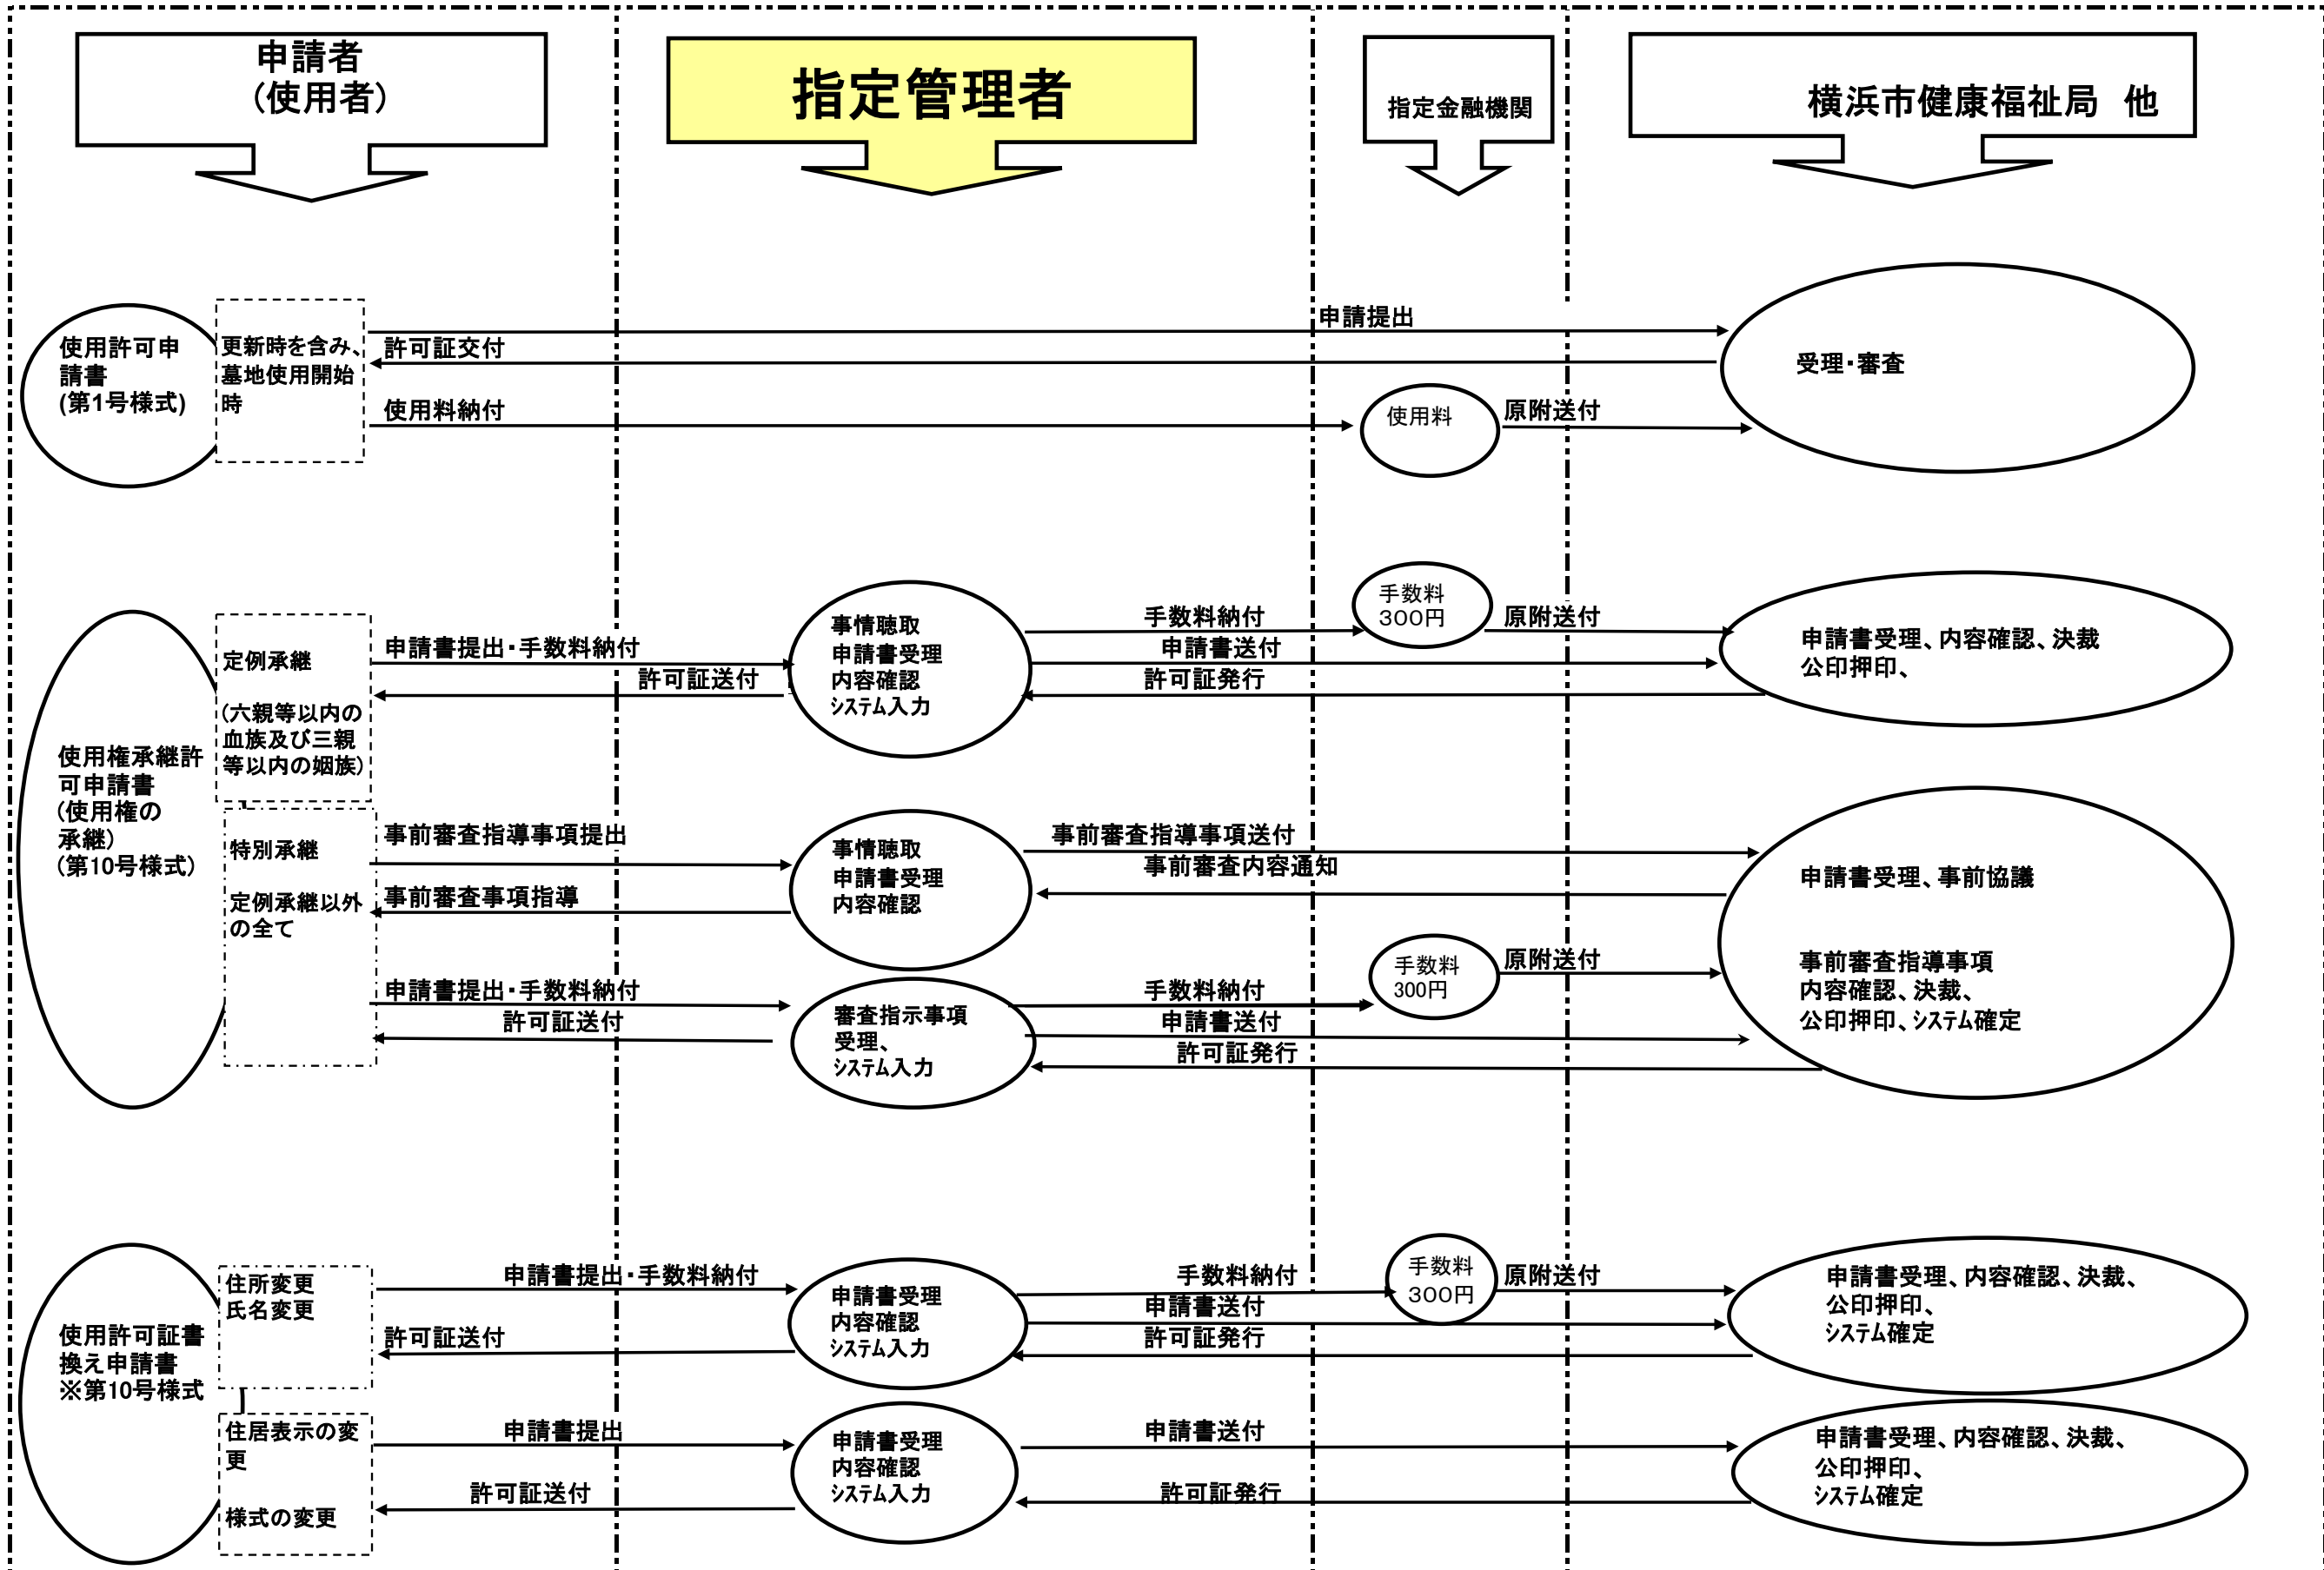 申請者
（使用者）
指定管理者
指定金融機関
横浜市健康福祉局　他
使用許可申
請書
(第1号様式)
更新時を含み、
墓地使用開始
時
申請提出
許可証交付
使用料納付
使用料
原附送付
受理・審査
使用権承継許
可申請書
（使用権の
承継）
（第10号様式）
定例承継
（六親等以内の
血族及び三親
等以内の姻族）
申請書提出・手数料納付
許可証送付
事情聴取
申請書受理
内容確認
システム入力
手数料納付
申請書送付
許可証発行
手数料
300円
原附送付
申請書受理、内容確認、決裁
公印押印、
特別承継
定例承継以外
の全て
事前審査指導事項提出
事前審査事項指導
事情聴取
申請書受理
内容確認
事前審査指導事項送付
事前審査内容通知
申請書受理、事前協議
事前審査指導事項
内容確認、決裁、
公印押印、システム確定
申請書提出・手数料納付
許可証送付
審査指示事項
受理、
システム入力
手数料納付
申請書送付
許可証発行
手数料
300円
原附送付
使用許可証書
換え申請書
※第10号様式
住所変更
氏名変更
申請書提出・手数料納付
許可証送付
申請書受理
内容確認
システム入力
手数料納付
申請書送付
許可証発行
手数料
300円
原附送付
申請書受理、内容確認、決裁、
公印押印、
システム確定
住居表示の変
更
様式の変更
申請書提出
許可証送付
申請書受理
内容確認
システム入力
申請書送付
許可証発行
申請書受理、内容確認、決裁、
公印押印、
システム確定